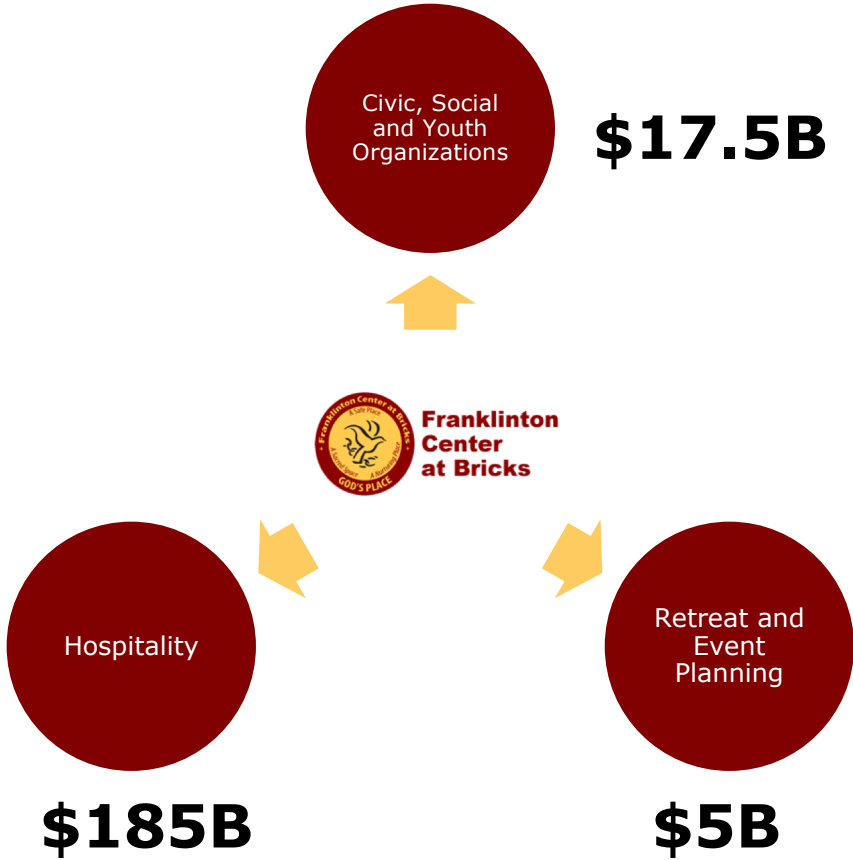 Civic, Social
and Youth
Organizations
$17.5B
Franklinton Center at Bricks
A Safe Place
A Sacred Space
A Nurturing Place
GOD'S PLACE
Franklinton
Center
at Bricks
Hospitality
Retreat and
Event
Planning
$185B
$5B